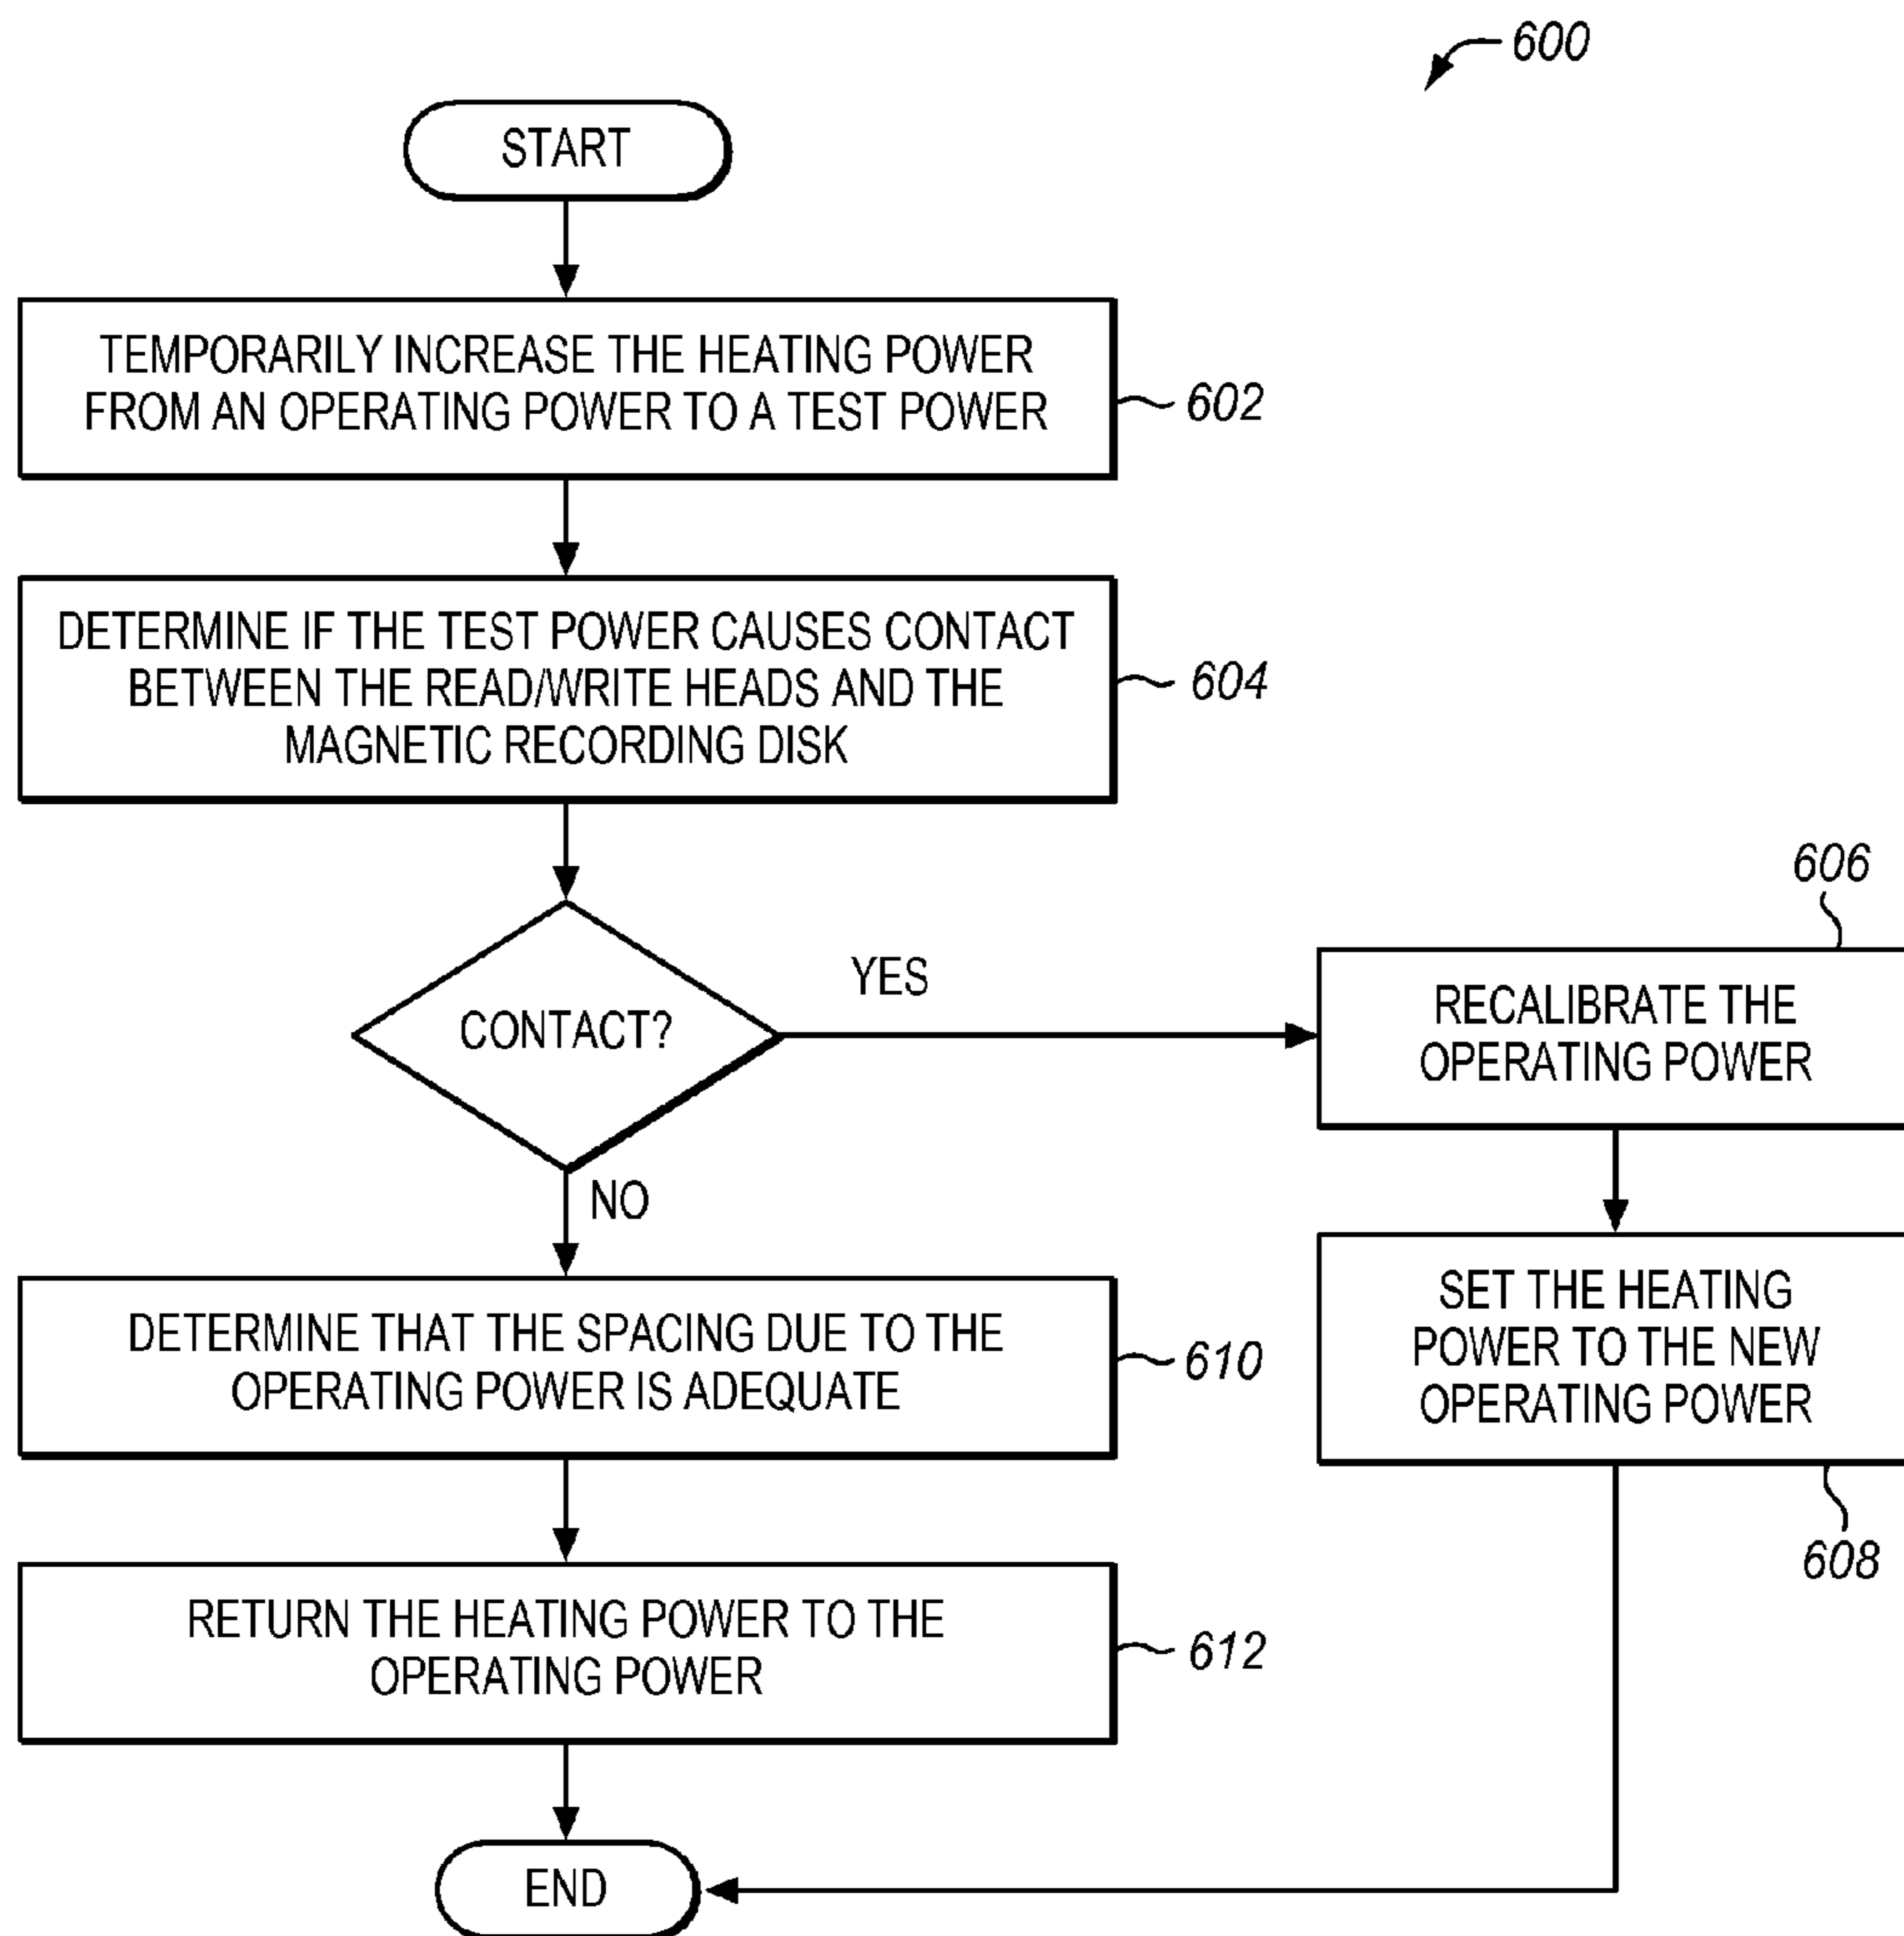 600
START
TEMPORARILY INCREASE THE HEATING POWER
FROM AN OPERATING POWER TO A TEST POWER
602
DETERMINE IF THE TEST POWER CAUSES CONTACT
BETWEEN THE READ/WRITE HEADS AND THE
MAGNETIC RECORDING DISK
604
CONTACT?
YES
606
RECALIBRATE THE
OPERATING POWER
SET THE HEATING
POWER TO THE NEW
OPERATING POWER
608
NO
DETERMINE THAT THE SPACING DUE TO THE
OPERATING POWER IS ADEQUATE
610
RETURN THE HEATING POWER TO THE
OPERATING POWER
612
END